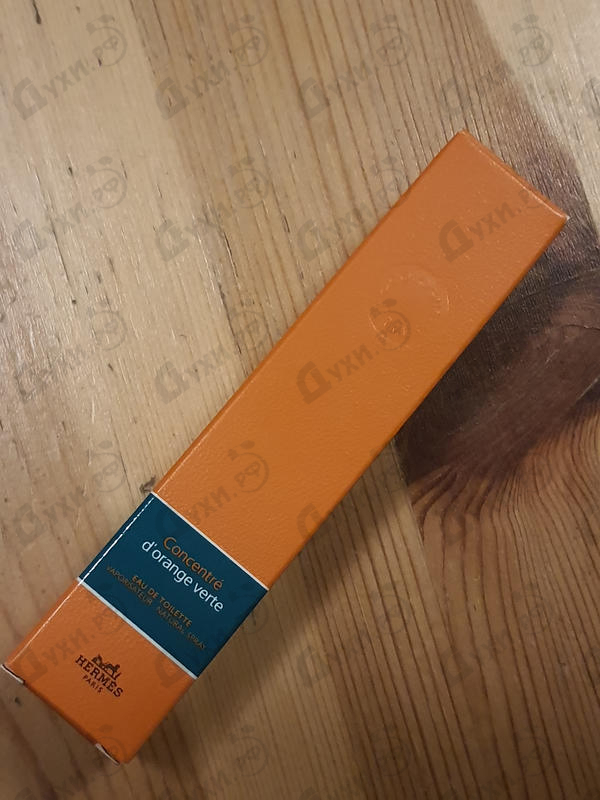 Concentré
d'orange verte
EAU DE TOILETTE
VAPORISATEUR NATURAL SPRAY
HERMÈS
PARIS
Духи.рф